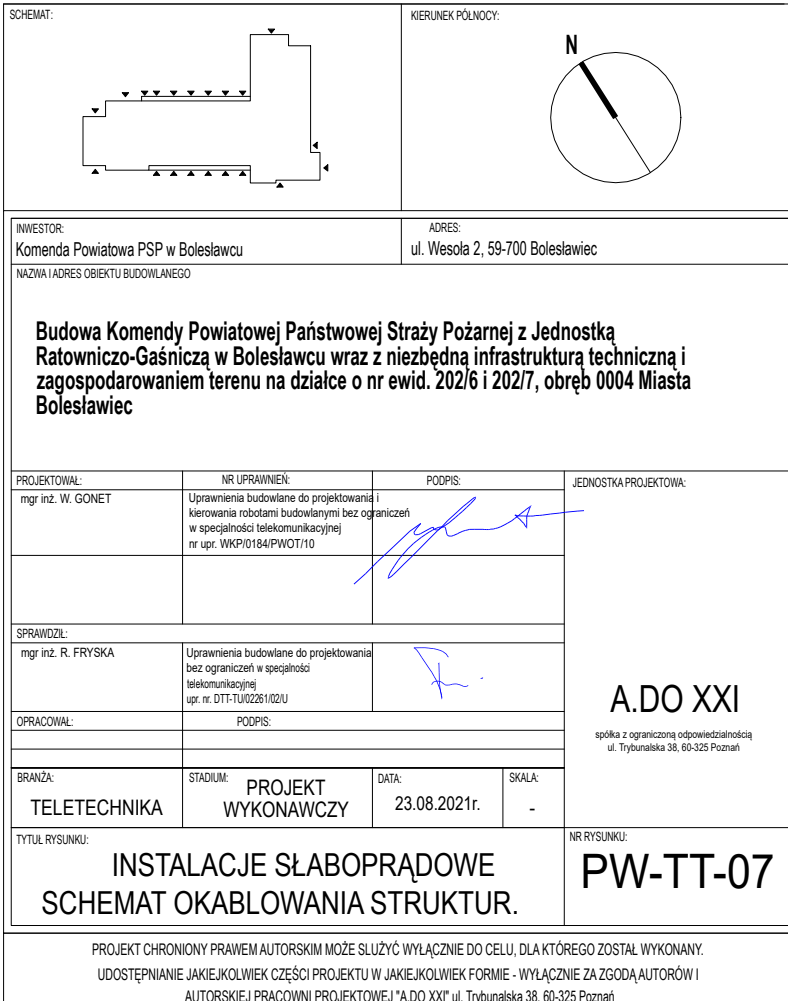 SCHEMAT:
KIERUNEK PÓŁNOCY:
N
INWESTOR:
Komenda Powiatowa PSP w Bolesławcu
ADRES:
ul. Wesoła 2, 59-700 Bolesławiec
NAZWA I ADRES OBIEKTU BUDOWLANEGO
Budowa Komendy Powiatowej Państwowej Straży Pożarnej z Jednostką
Ratowniczo-Gaśniczą w Bolesławcu wraz z niezbędną infrastrukturą techniczną i
zagospodarowaniem terenu na działce o nr ewid. 202/6 i 202/7, obręb 0004 Miasta
Bolesławiec
PROJEKTOWAŁ:
NR UPRAWNIEŃ:
PODPIS:
JEDNOSTKA PROJEKTOWA:
mgr inż. W. GONET
Uprawnienia budowlane do projektowania i
kierowania robotami budowlanymi bez ograniczeń
w specjalności telekomunikacyjnej
nr upr. WKP/0184/PWOT/10
SPRAWDZIŁ:
mgr inż. R. FRYSKA
Uprawnienia budowlane do projektowania
bez ograniczeń w specjalności
telekomunikacyjnej
upr. nr. DTT-TU/02261/02/U
A.DO XXI
spółka z ograniczoną odpowiedzialnością
ul. Trybunalska 38, 60-325 Poznań
OPRACOWAŁ:
PODPIS:
BRANŻA:
TELETECHNIKA
STADIUM:
PROJEKT
WYKONAWCZY
DATA:
23.08.2021r.
SKALA:
-
TYTUŁ RYSUNKU:
INSTALACJE SŁABOPRĄDOWE
SCHEMAT OKABLOWANIA STRUKTUR.
NR RYSUNKU:
PW-TT-07
PROJEKT CHRONIONY PRAWEM AUTORSKIM MOŻE SLUŻYĆ WYŁĄCZNIE DO CELU, DLA KTÓREGO ZOSTAŁ WYKONANY.
UDOSTĘPNIANIE JAKIEJKOLWIEK CZĘŚCI PROJEKTU W JAKIEJKOLWIEK FORMIE - WYŁĄCZNIE ZA ZGODĄ AUTORÓW I
AUTORSKIEJ PRACOWNI PROJEKTOWEJ "A.DO XXI" ul. Trybunalska 38, 60-325 Poznań